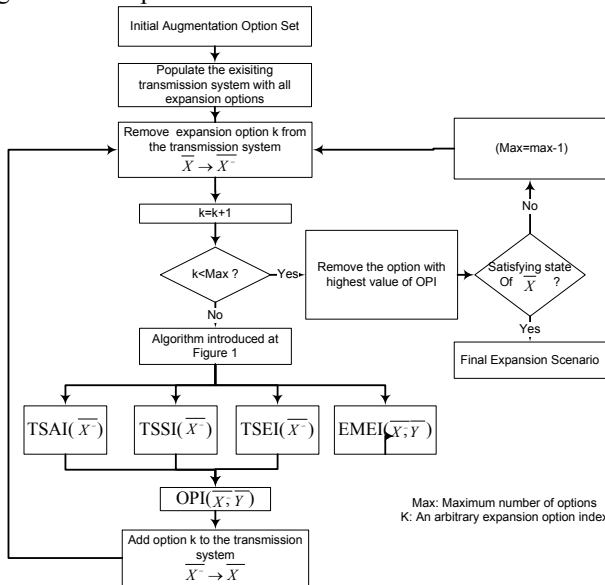 Initial Augmentation Option Set
Populate the exisiting
transmission system with all
expansion options
Remove expansion option k from
the transmission system
X̅ → X̅⁻
(Max=max-1)
k=k+1
No
k<Max ?
Yes
Remove the option with
highest value of OPI
Satisfying state
Of X̅ ?
No
Yes
Algorithm introduced at
Figure 1
Final Expansion Scenario
TSAI(X̅⁻)
TSSI(X̅⁻)
TSEI(X̅⁻)
EMEI(X̅⁻,Y̅)
OPI(X̅⁻,Y̅)
Max: Maximum number of options
K: An arbitrary expansion option index
Add option k to the transmission
system
X̅⁻ → X̅